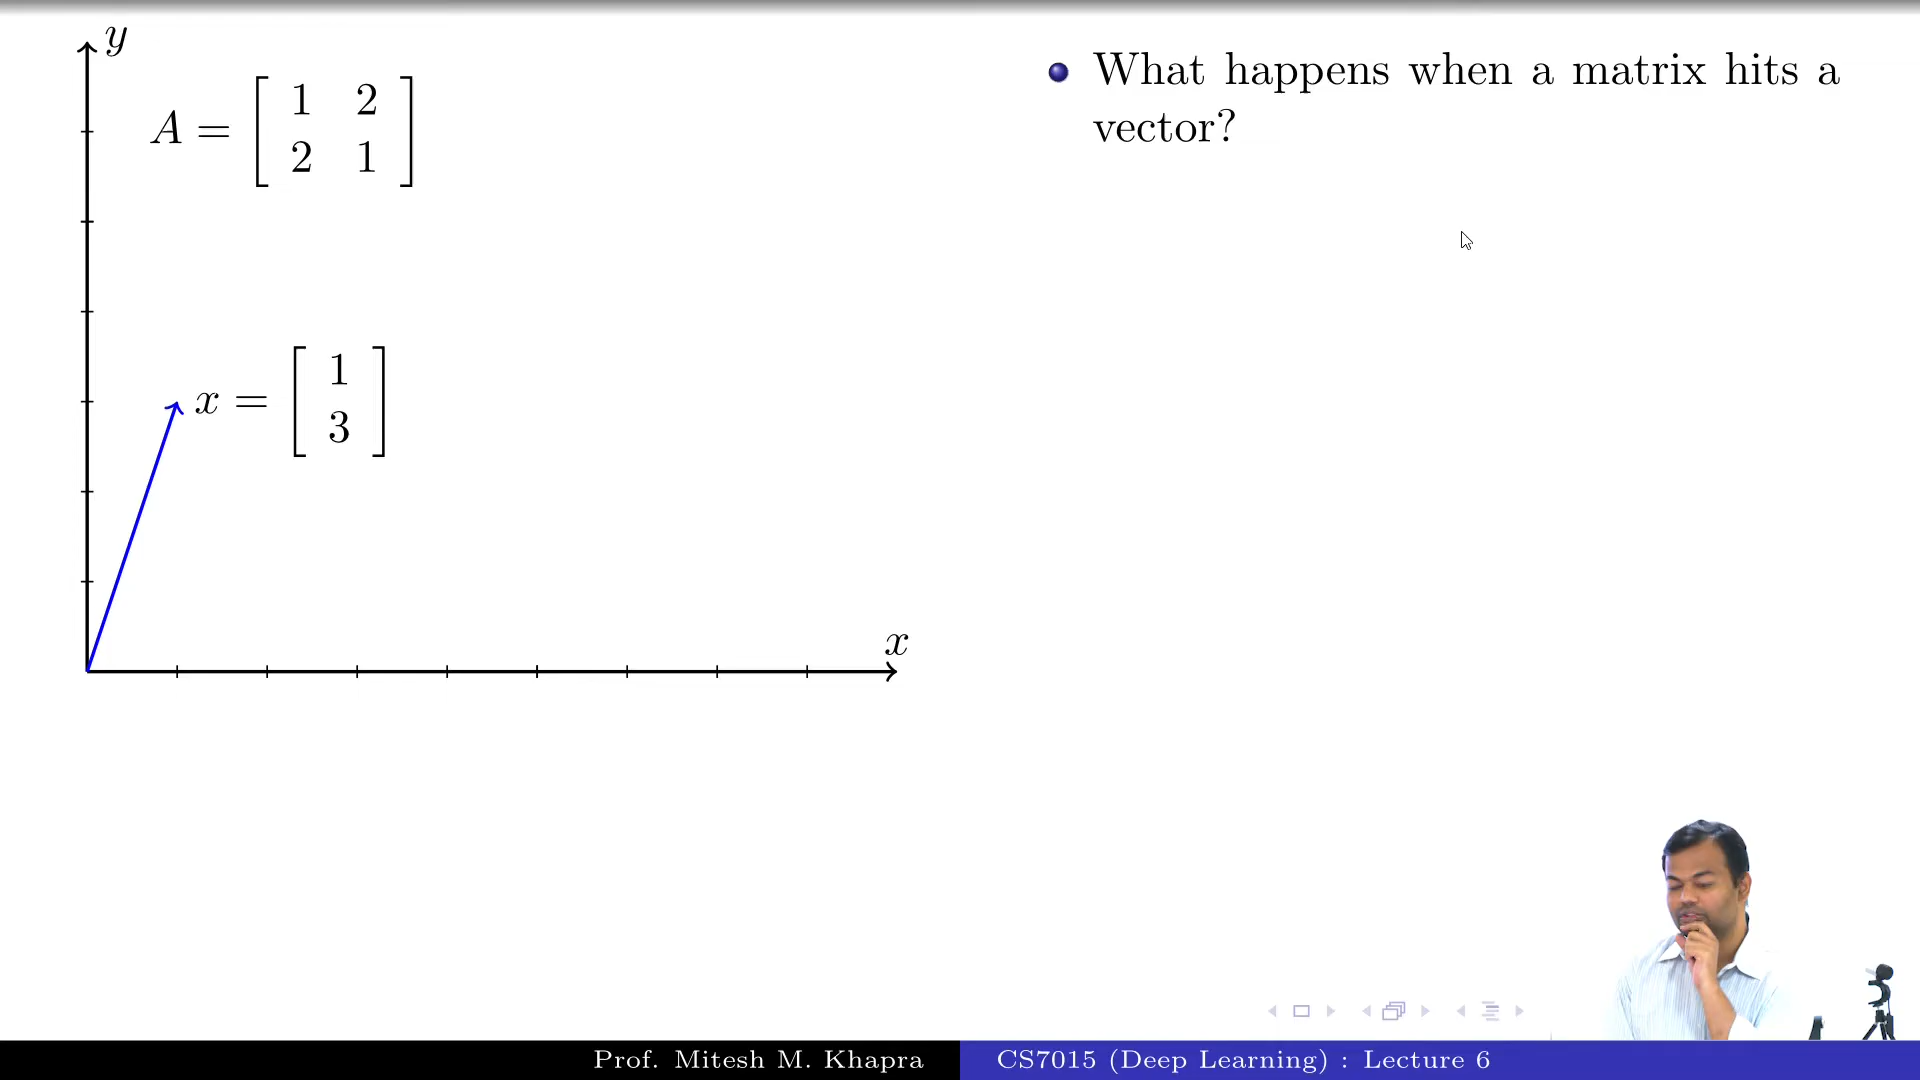 y
A = [ 1 2
2 1 ]
x = [ 1
3 ]
x
What happens when a matrix hits a
vector?
Prof. Mitesh M. Khapra
CS7015 (Deep Learning) : Lecture 6